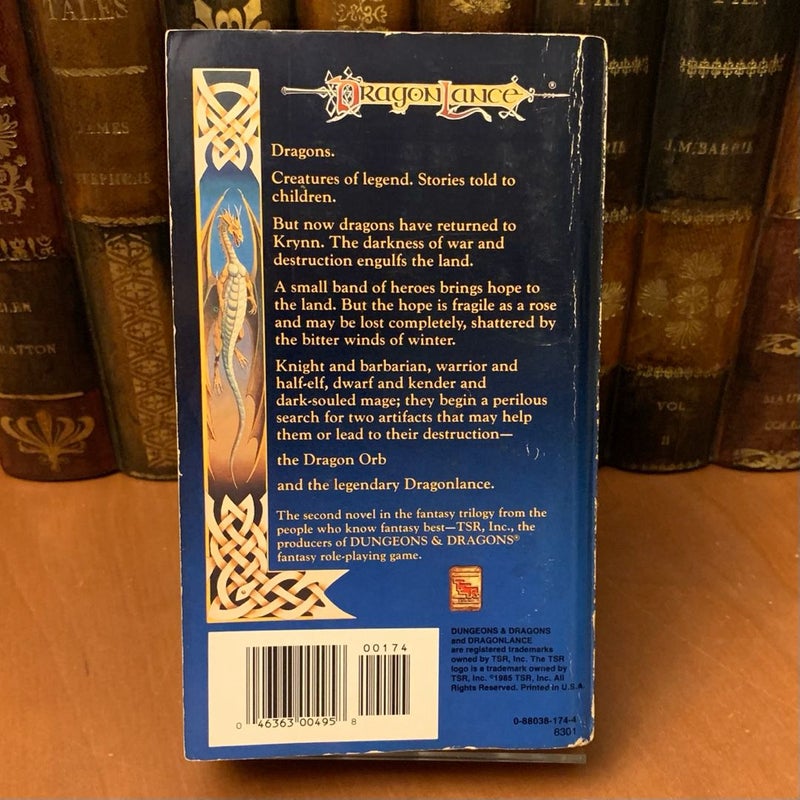 TALES
JAMES
STEPHENS
J.M. BARRIE
VOL
II
DRAGONLANCE®
Dragons.
Creatures of legend. Stories told to
children.
But now dragons have returned to
Krynn. The darkness of war and
destruction engulfs the land.
A small band of heroes brings hope to
the land. But the hope is fragile as a rose
and may be lost completely, shattered by
the bitter winds of winter.
Knight and barbarian, warrior and
half-elf, dwarf and kender and
dark-souled mage; they begin a perilous
search for two artifacts that may help
them or lead to their destruction—
the Dragon Orb
and the legendary Dragonlance.
The second novel in the fantasy trilogy from the
people who know fantasy best—TSR, Inc., the
producers of DUNGEONS & DRAGONS®
fantasy role-playing game.
TSR
DUNGEONS & DRAGONS
and DRAGONLANCE
are registered trademarks
owned by TSR, Inc. The TSR
logo is a trademark owned by
TSR, Inc. ©1985 TSR, Inc. All
Rights Reserved. Printed in U.S.A.
00174
0 46363 00495 8
0-88038-174-4
8301